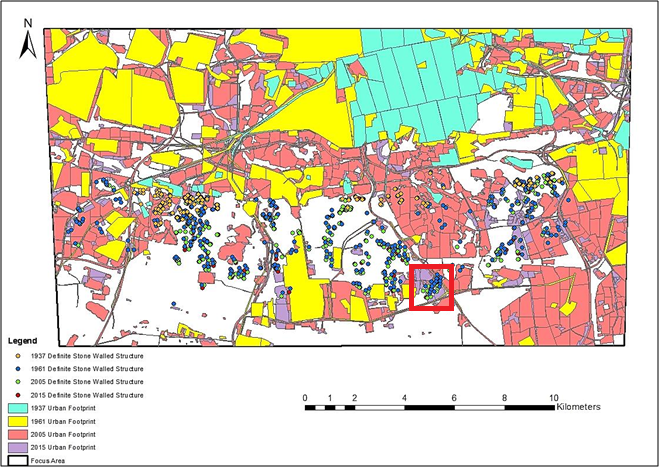 N
Legend
1937 Definite Stone Walled Structure
1961 Definite Stone Walled Structure
2005 Definite Stone Walled Structure
2015 Definite Stone Walled Structure
1937 Urban Footprint
1961 Urban Footprint
2005 Urban Footprint
2015 Urban Footprint
Focus Area
0 1 2 4 6 8 10
Kilometers